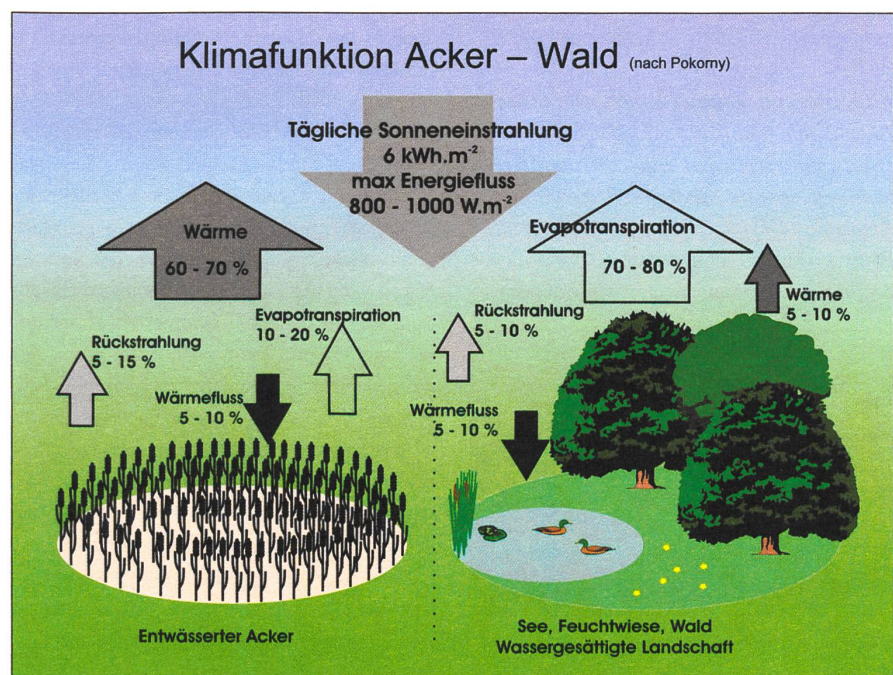 Klimafunktion Acker – Wald (nach Pokorny)
Tägliche Sonneneinstrahlung
6 kWh.m⁻²
max Energiefluss
800 - 1000 W.m⁻²
Wärme
60 - 70 %
Rückstrahlung
5 - 15 %
Evapotranspiration
10 - 20 %
Wärmefluss
5 - 10 %
Entwässerter Acker
Evapotranspiration
70 - 80 %
Wärme
5 - 10 %
Rückstrahlung
5 - 10 %
Wärmefluss
5 - 10 %
See, Feuchtwiese, Wald
Wassergesättigte Landschaft